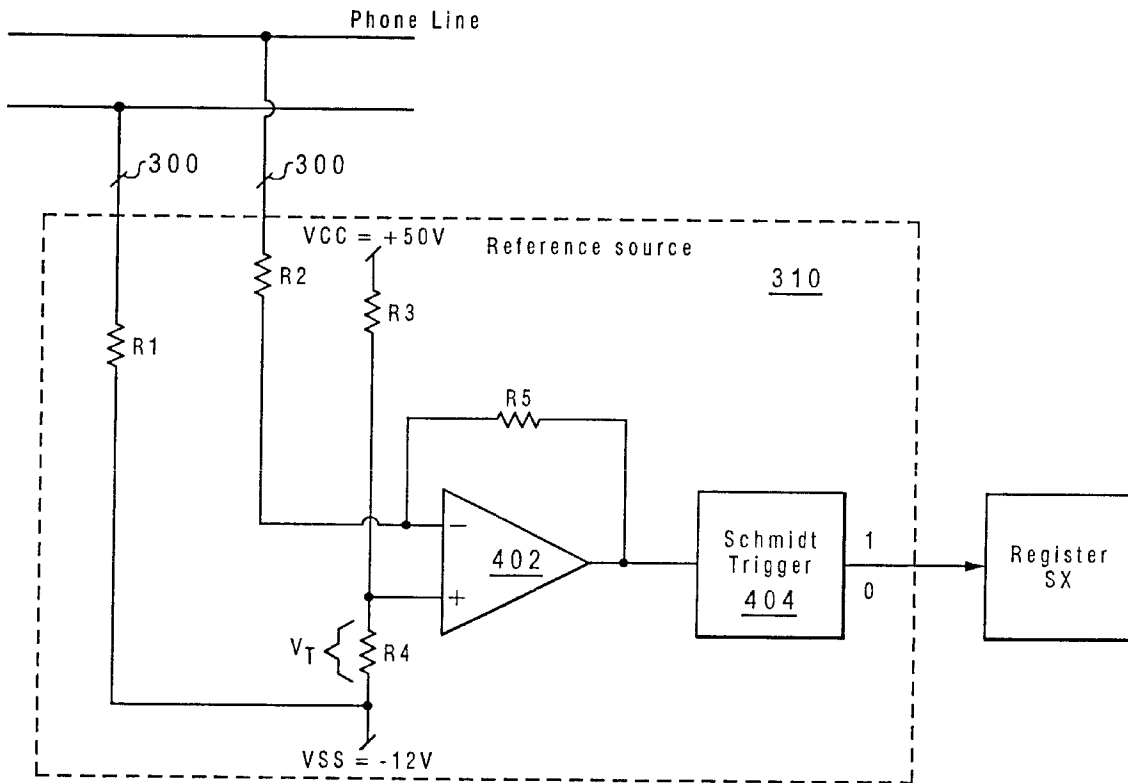 Phone Line
300
300
VCC = +50V
Reference source
310
R2
R3
R1
R5
−
402
+
Schmidt
Trigger
404
1
0
Register
SX
VT
R4
VSS = -12V